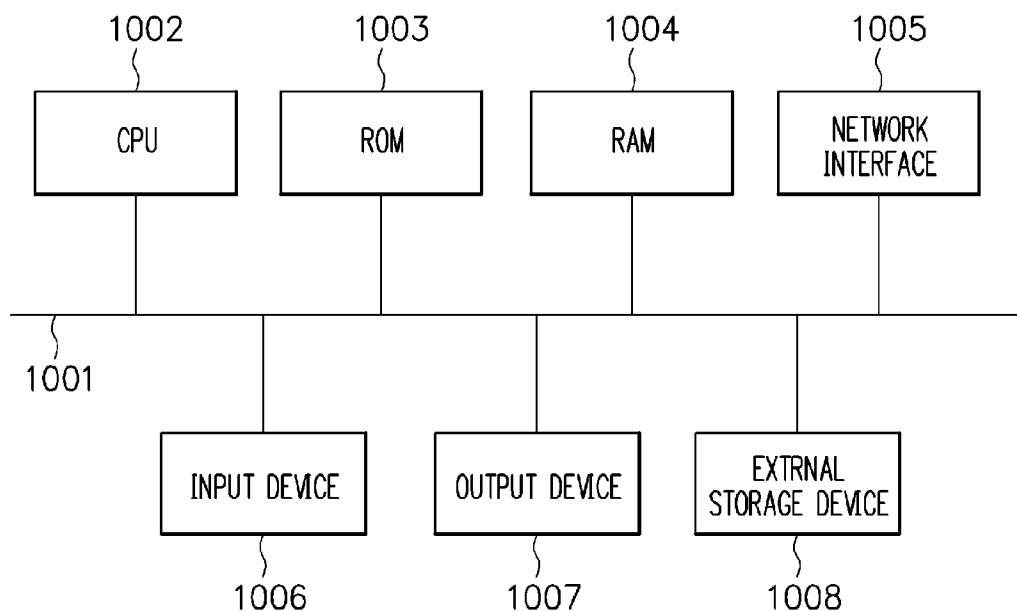 1002
1003
1004
1005
CPU
ROM
RAM
NETWORK
INTERFACE
1001
INPUT DEVICE
OUTPUT DEVICE
EXTRNAL
STORAGE DEVICE
1006
1007
1008